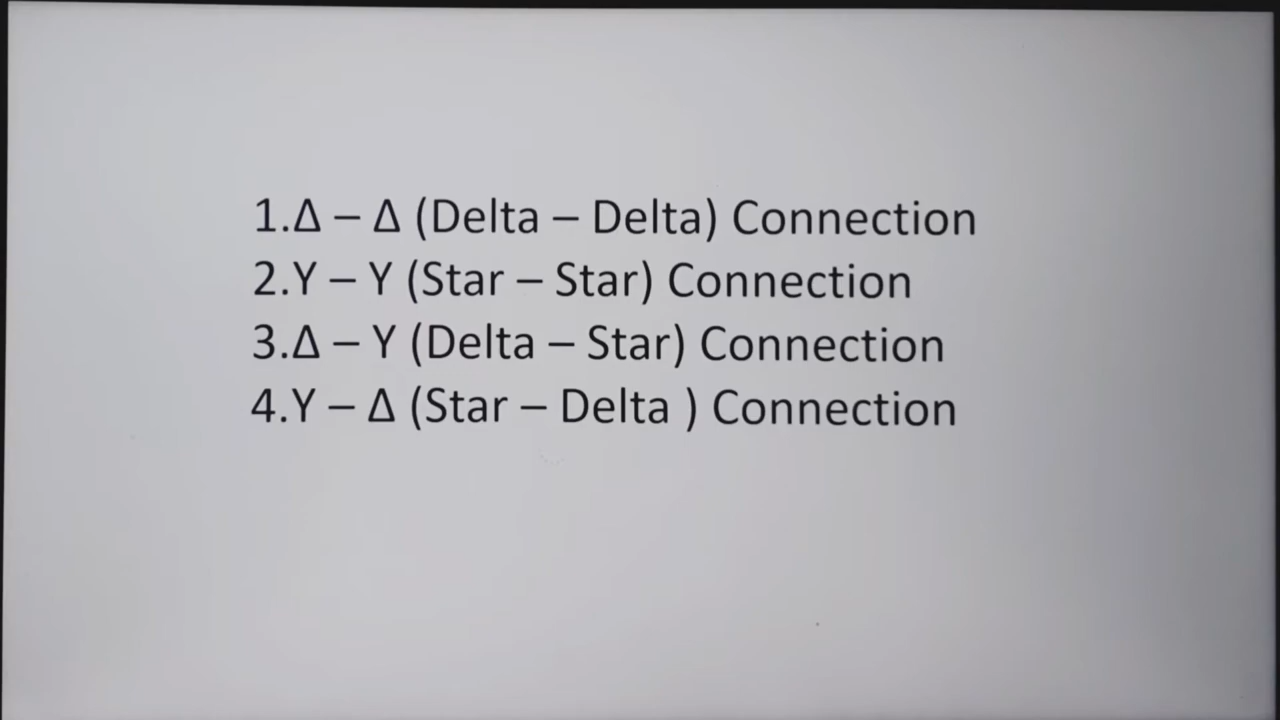 1.Δ – Δ (Delta – Delta) Connection
2.Y – Y (Star – Star) Connection
3.Δ – Y (Delta – Star) Connection
4.Y – Δ (Star – Delta ) Connection